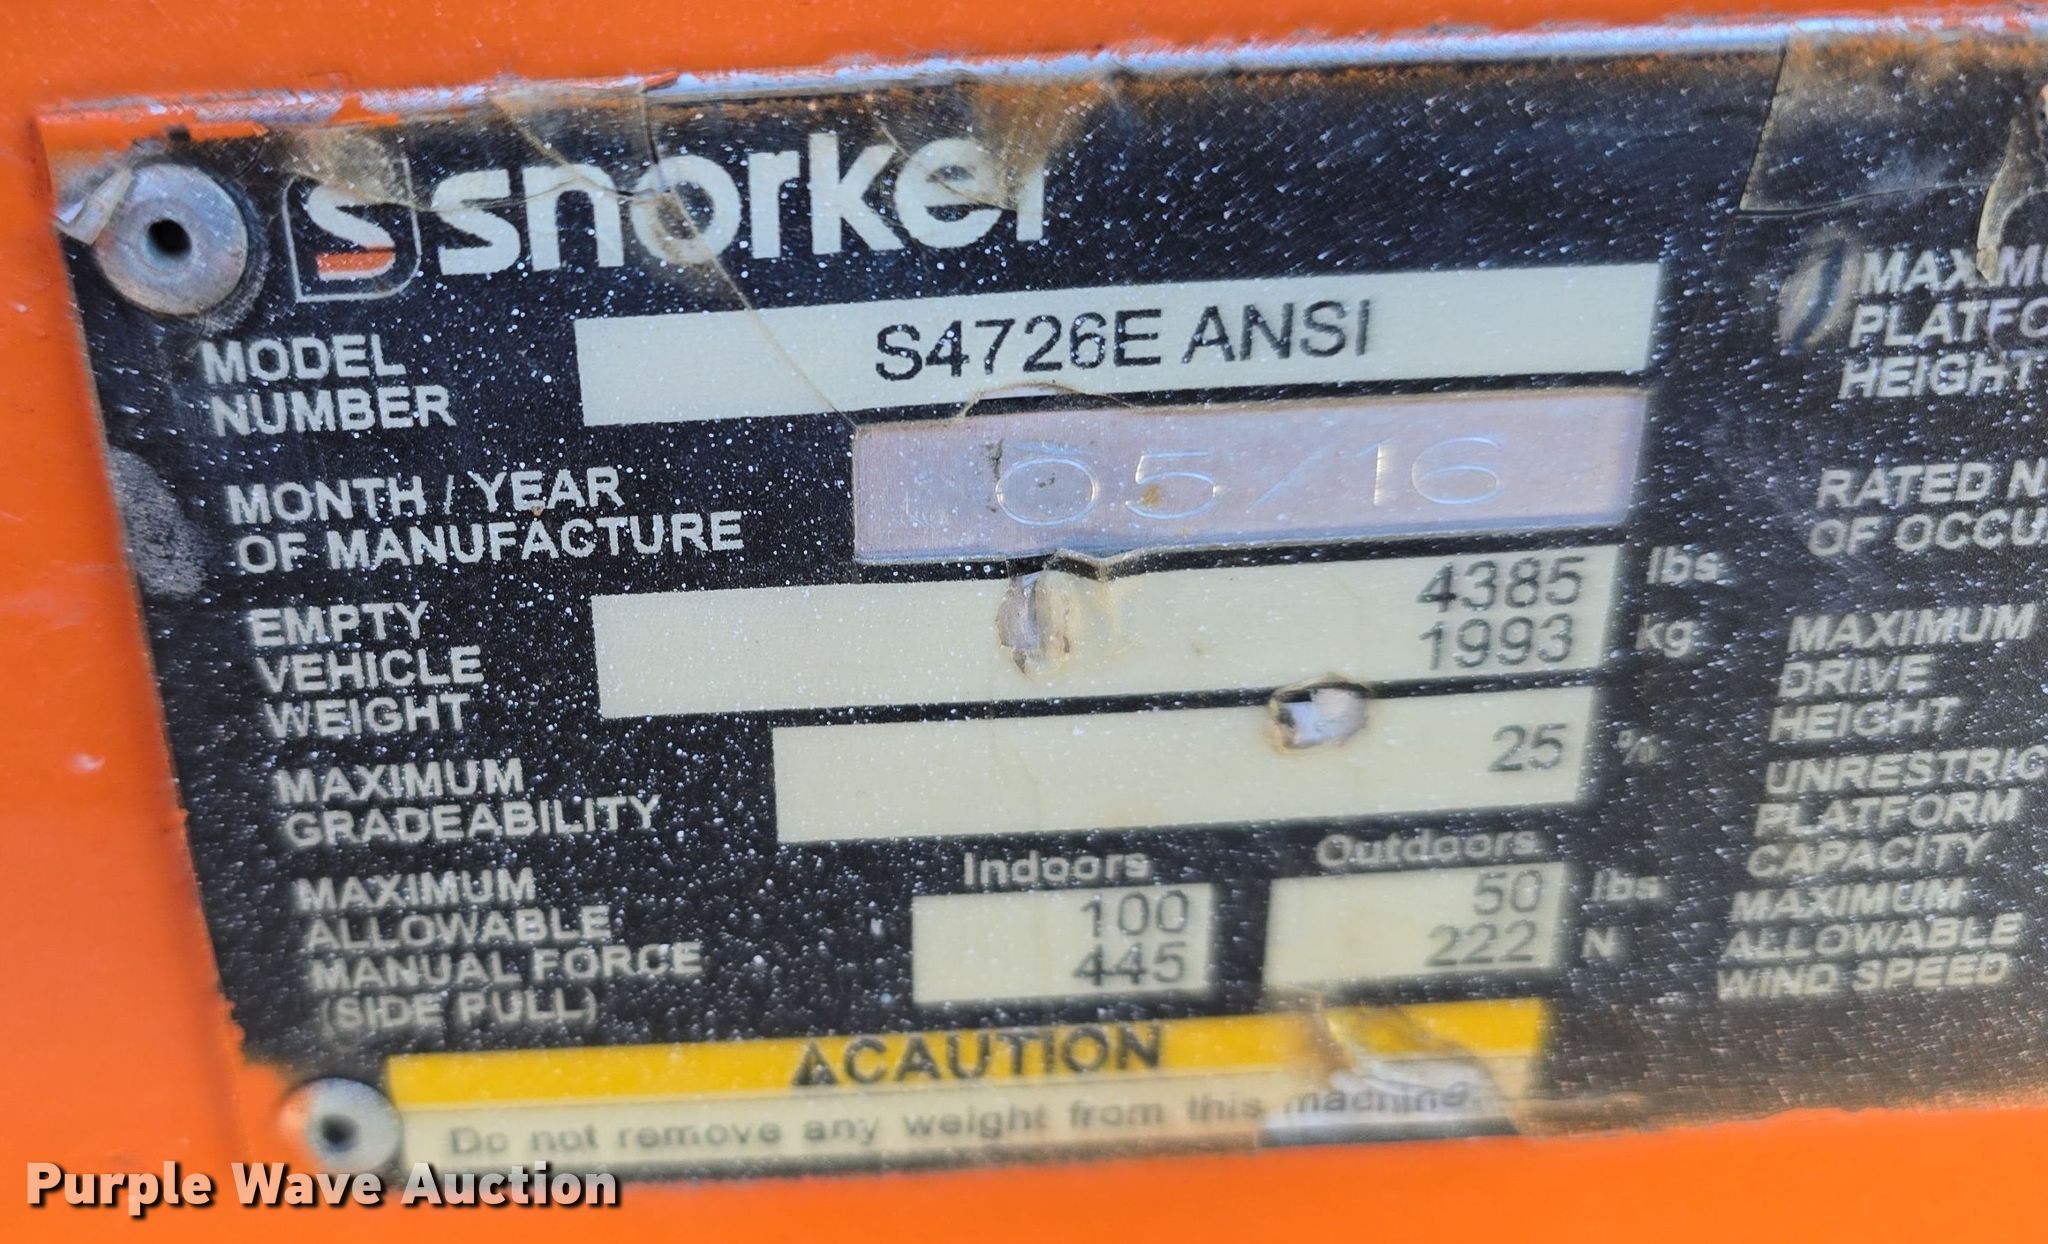 snorkel
MODEL
NUMBER
S4726E ANSI
MONTH / YEAR
OF MANUFACTURE
05/16
EMPTY
VEHICLE
WEIGHT
4385 lbs
1993 kg
MAXIMUM
GRADEABILITY
25 %
Indoors Outdoors
MAXIMUM
ALLOWABLE
MANUAL FORCE
(SIDE PULL)
100 50 lbs
445 222 N
CAUTION
Do not remove any weight from this machine.
MAXIMU
PLATFO
HEIGHT
RATED N
OF OCCU
MAXIMUM
DRIVE
HEIGHT
UNRESTRIC
PLATFORM
CAPACITY
MAXIMUM
ALLOWABLE
WIND SPEED
Purple Wave Auction